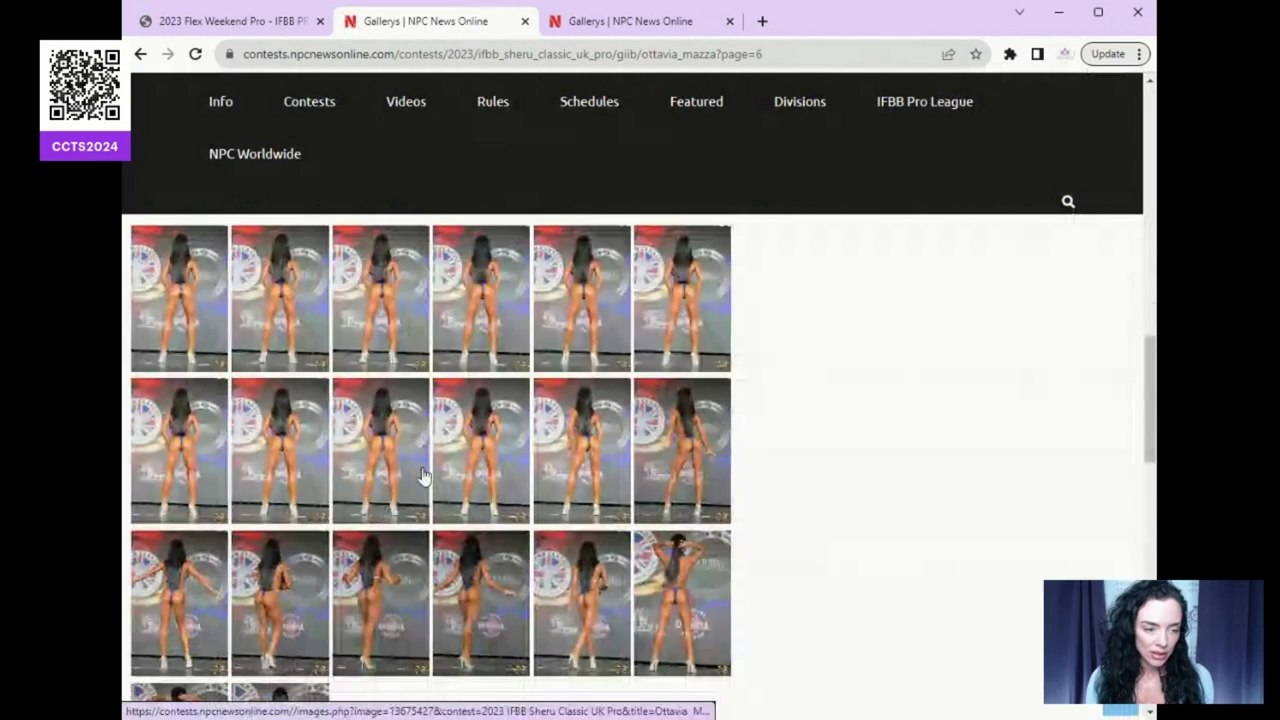 2023 Flex Weekend Pro - IFBB PR
Gallerys | NPC News Online
Gallerys | NPC News Online
contests.npcnewsonline.com/contests/2023/ifbb_sheru_classic_uk_pro/giib/ottavia_mazza?page=6
Update
CCTS2024
Info Contests Videos Rules Schedules Featured Divisions IFBB Pro League
NPC Worldwide
https://contests.npcnewsonline.com//images.php?image=13675427&contest=2023 IFBB Sheru Classic UK Pro&title=Ottavia M...